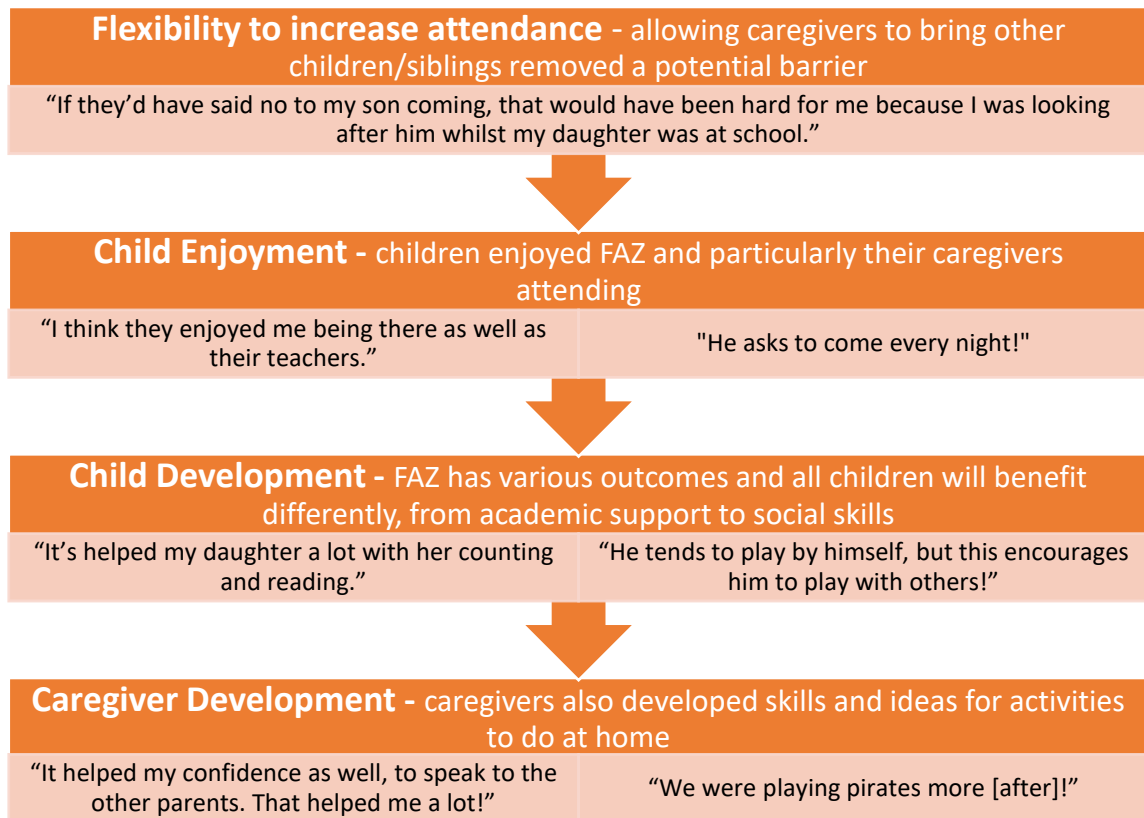 Flexibility to increase attendance - allowing caregivers to bring other
children/siblings removed a potential barrier
“If they’d have said no to my son coming, that would have been hard for me because I was looking
after him whilst my daughter was at school.”
Child Enjoyment - children enjoyed FAZ and particularly their caregivers
attending
“I think they enjoyed me being there as well as
their teachers.”
"He asks to come every night!"
Child Development - FAZ has various outcomes and all children will benefit
differently, from academic support to social skills
“It’s helped my daughter a lot with her counting
and reading.”
“He tends to play by himself, but this encourages
him to play with others!”
Caregiver Development - caregivers also developed skills and ideas for activities
to do at home
“It helped my confidence as well, to speak to the
other parents. That helped me a lot!”
“We were playing pirates more [after]!”